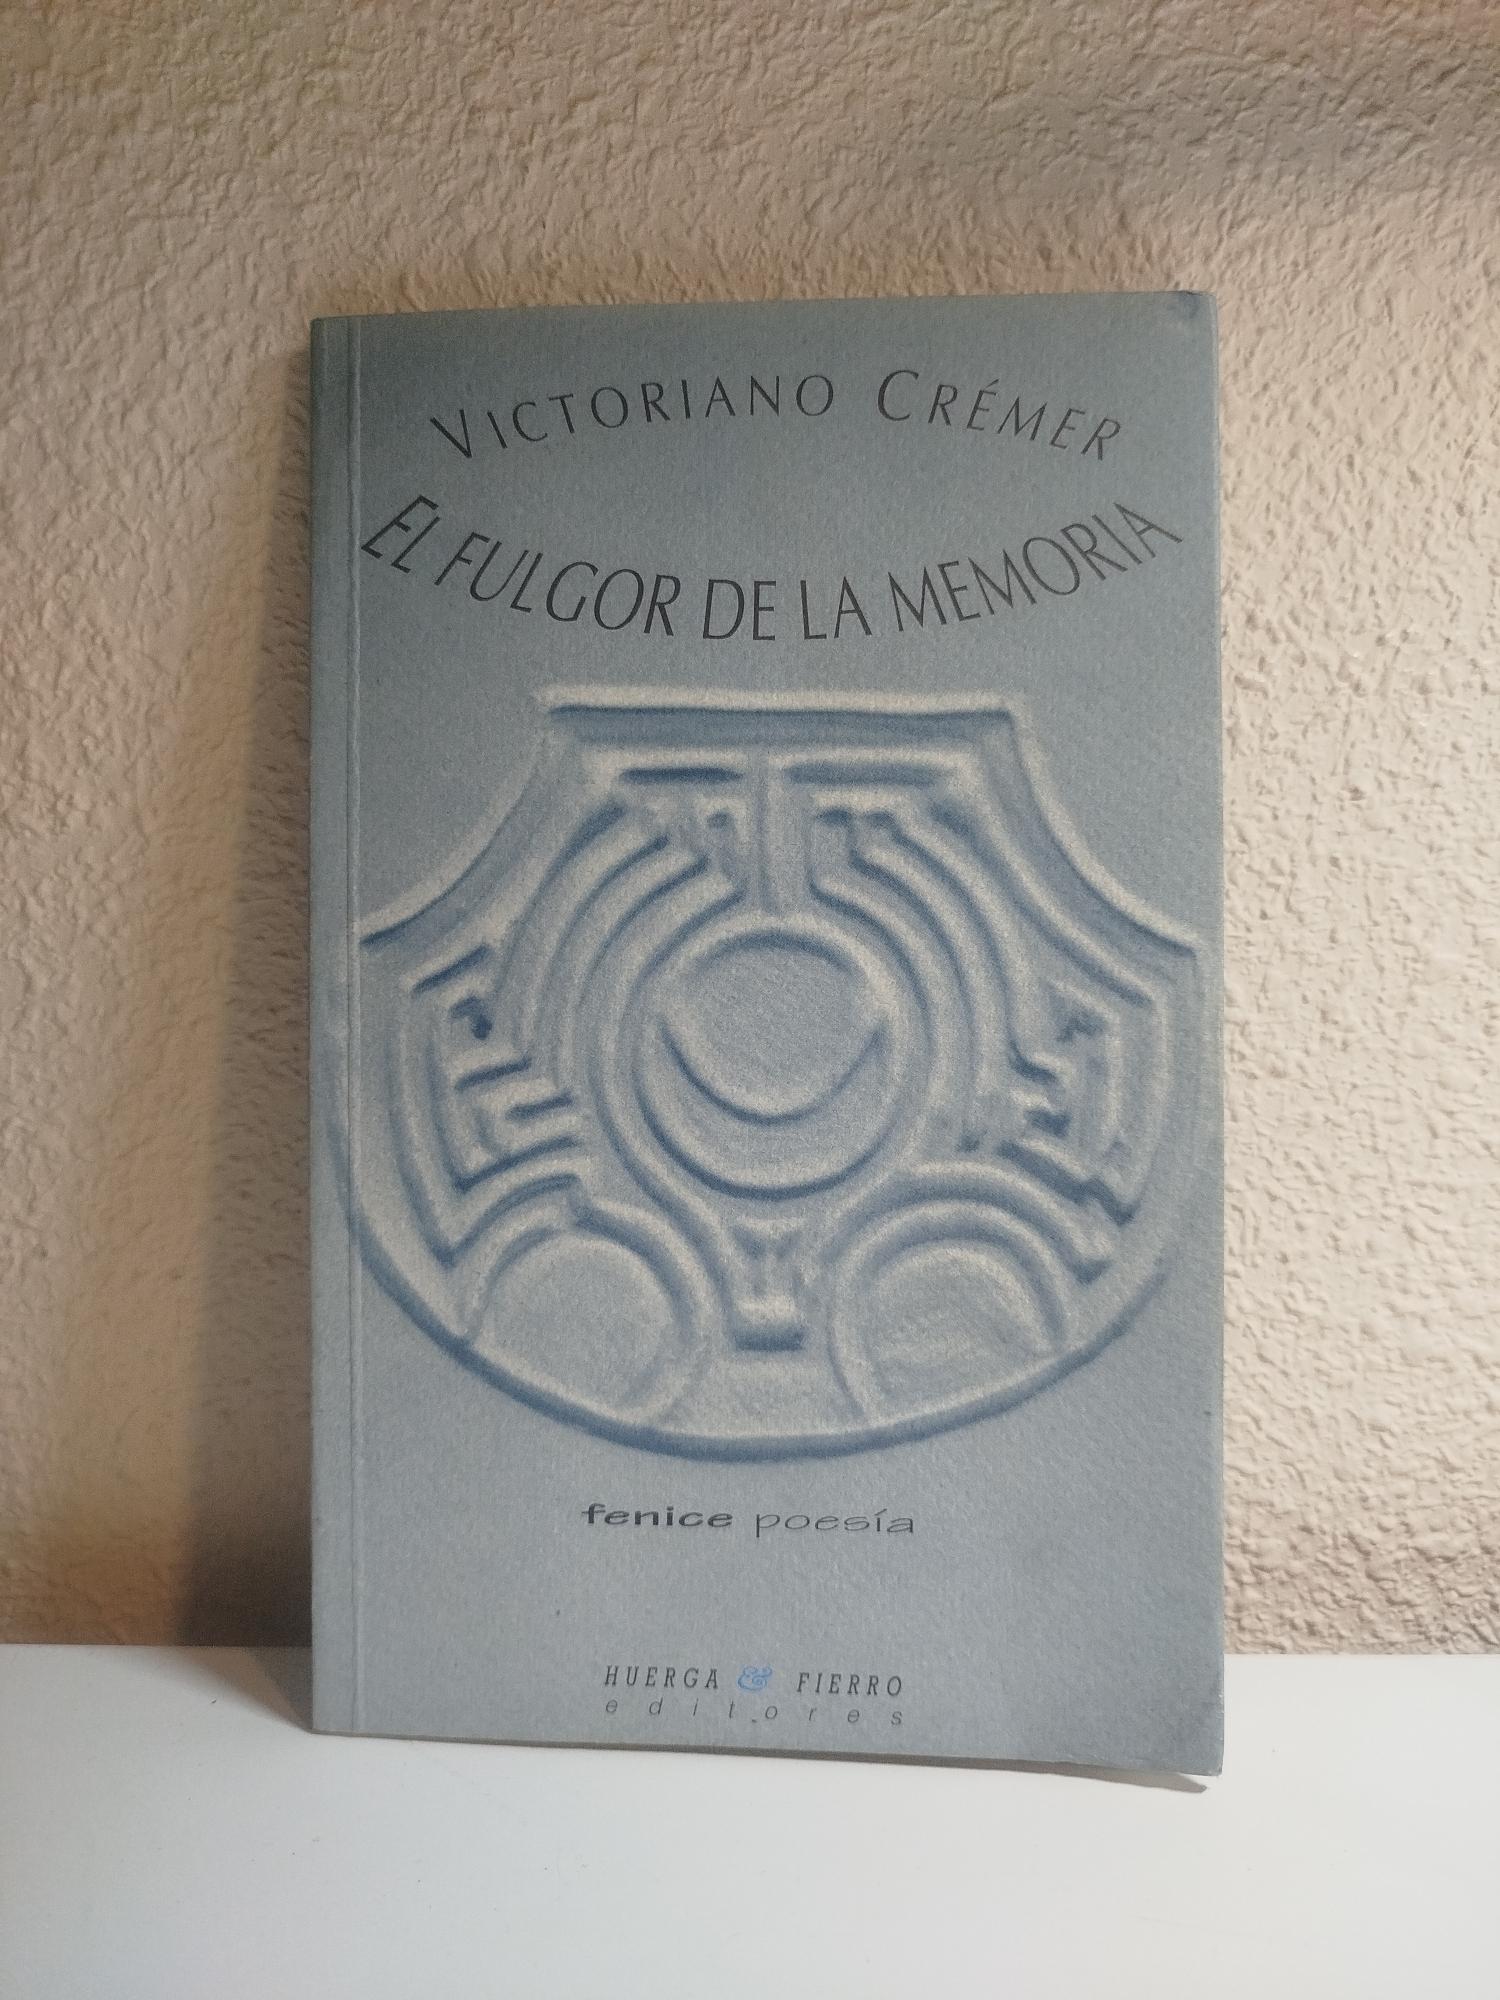 VICTORIANO CRÉMER
EL FULGOR DE LA MEMORIA
fenice poesía
HUERGA & FIERRO
editores